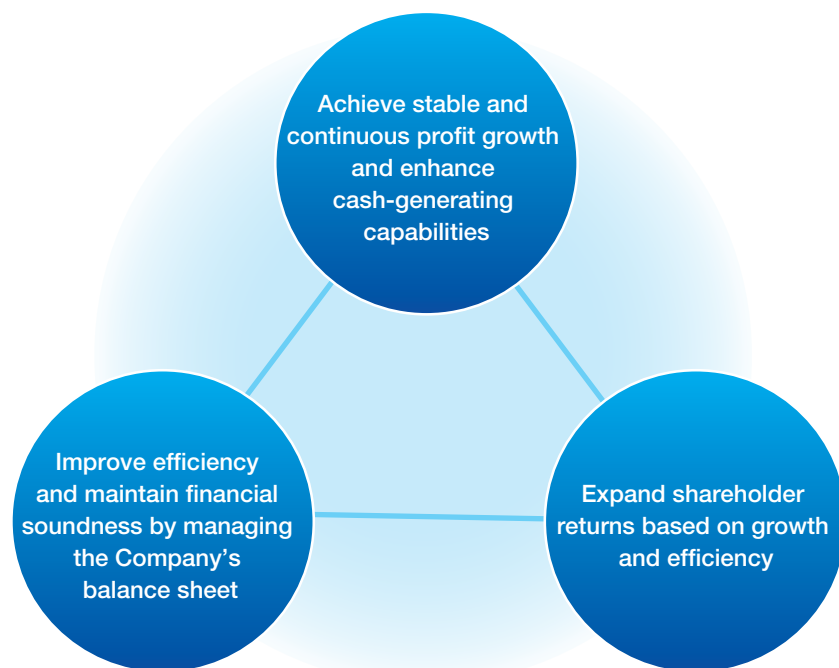 Achieve stable and
continuous profit growth
and enhance
cash-generating
capabilities
Improve efficiency
and maintain financial
soundness by managing
the Company’s
balance sheet
Expand shareholder
returns based on growth
and efficiency